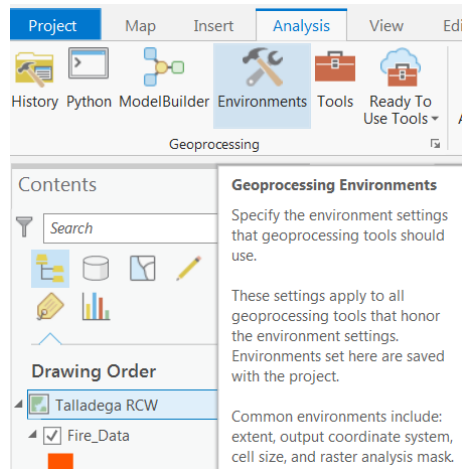 Project Map Insert Analysis View Edi
History Python ModelBuilder Environments Tools Ready To
Use Tools
Geoprocessing
Contents
Search
Drawing Order
Talladega RCW
Fire_Data
Geoprocessing Environments
Specify the environment settings
that geoprocessing tools should
use.
These settings apply to all
geoprocessing tools that honor
the environment settings.
Environments set here are saved
with the project.
Common environments include:
extent, output coordinate system,
cell size, and raster analysis mask.